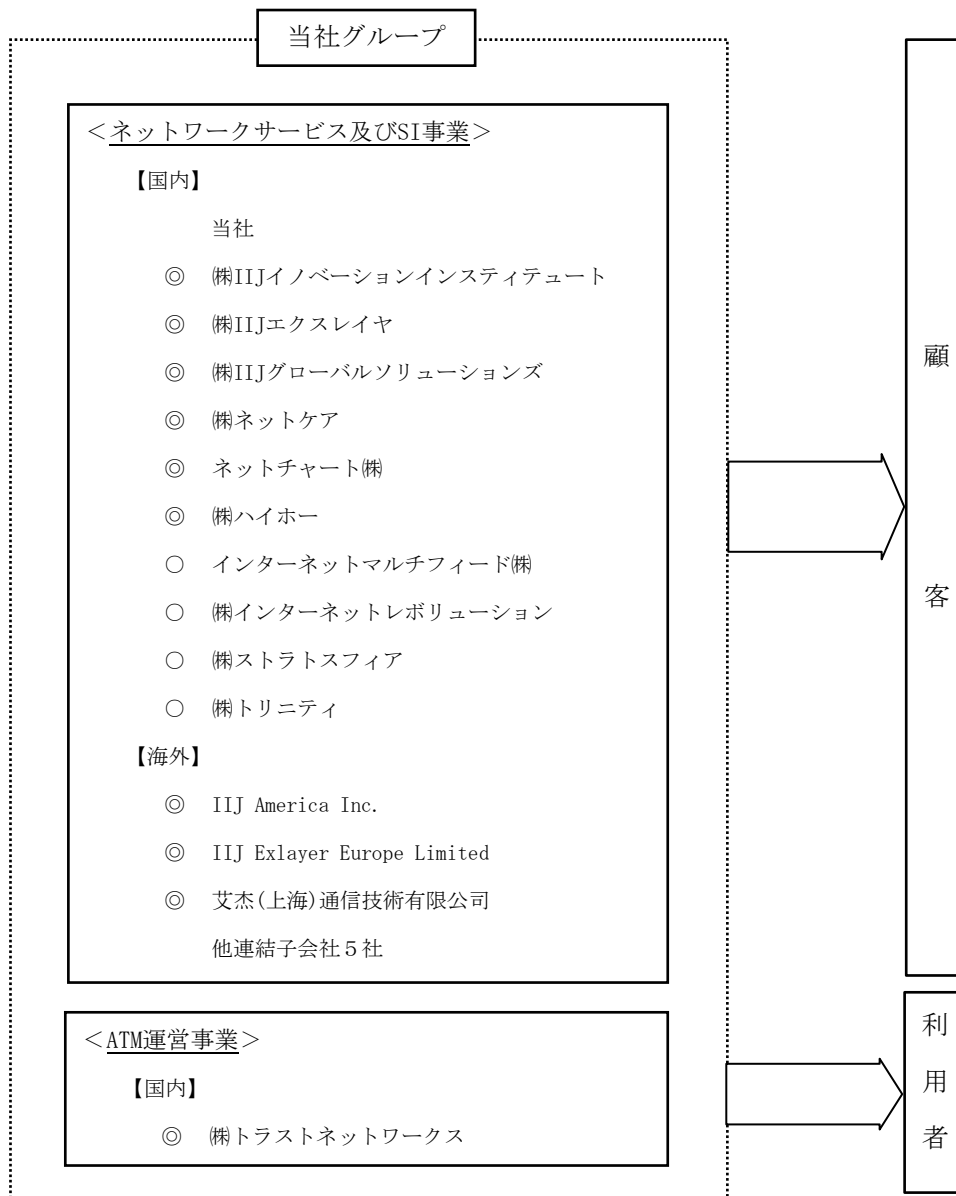 当社グループ
＜ネットワークサービス及びSI事業＞
【国内】
当社
◎ ㈱IIJイノベーションインスティテュート
◎ ㈱IIJエクスレイヤ
◎ ㈱IIJグローバルソリューションズ
◎ ㈱ネットケア
◎ ネットチャート㈱
◎ ㈱ハイホー
○ インターネットマルチフィード㈱
○ ㈱インターネットレボリューション
○ ㈱ストラトスフィア
○ ㈱トリニティ
【海外】
◎ IIJ America Inc.
◎ IIJ Exlayer Europe Limited
◎ 艾杰(上海)通信技術有限公司
他連結子会社５社
＜ATM運営事業＞
【国内】
◎ ㈱トラストネットワークス
顧客
利用者